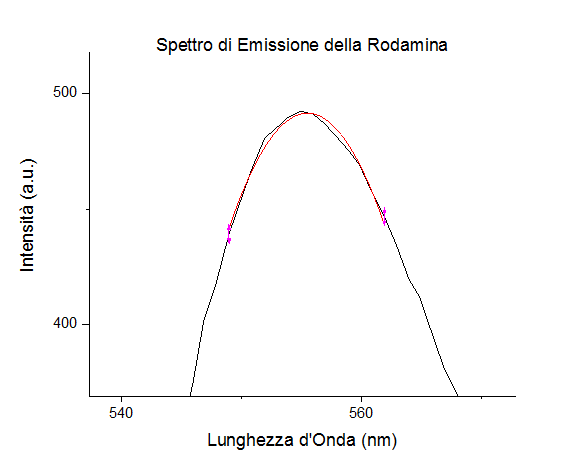 Spettro di Emissione della Rodamina
500
400
Intensità (a.u.)
540
560
Lunghezza d'Onda (nm)